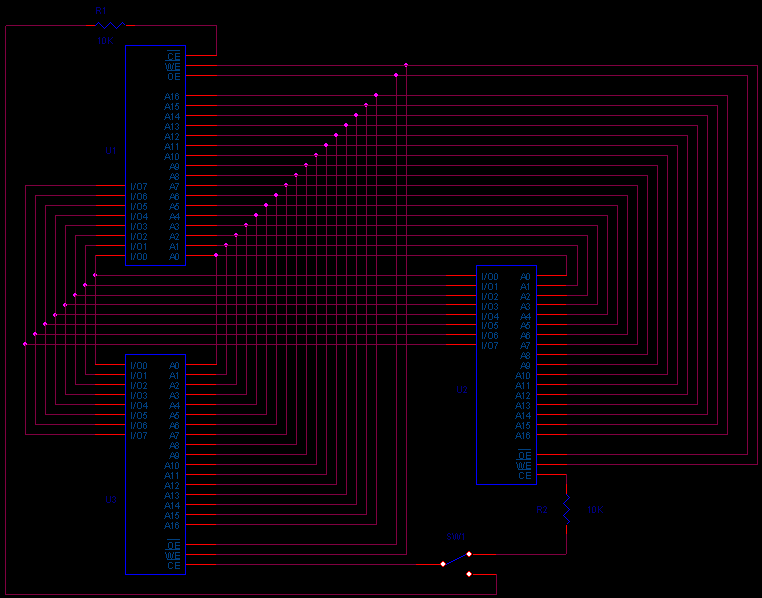 R1
10K
U1
CE
WE
OE
A16
A15
A14
A13
A12
A11
A10
A9
A8
I/O7 A7
I/O6 A6
I/O5 A5
I/O4 A4
I/O3 A3
I/O2 A2
I/O1 A1
I/O0 A0
U2
I/O0 A0
I/O1 A1
I/O2 A2
I/O3 A3
I/O4 A4
I/O5 A5
I/O6 A6
I/O7 A7
A8
A9
A10
A11
A12
A13
A14
A15
A16
OE
WE
CE
R2
10K
U3
I/O0 A0
I/O1 A1
I/O2 A2
I/O3 A3
I/O4 A4
I/O5 A5
I/O6 A6
I/O7 A7
A8
A9
A10
A11
A12
A13
A14
A15
A16
OE
WE
CE
SW1